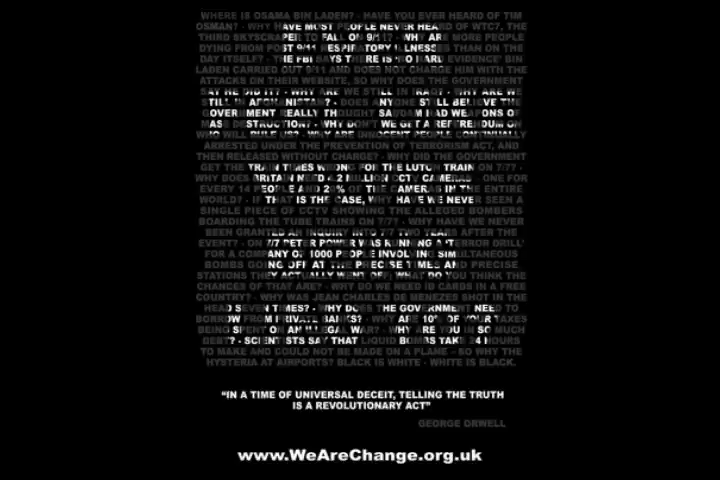 WHERE IS OSAMA BIN LADEN? - HAVE YOU EVER HEARD OF TIM
OSMAN? - WHY HAVE MOST PEOPLE NEVER HEARD OF WTC7, THE
THIRD SKYSCRAPER TO FALL ON 9/11? - WHY ARE MORE PEOPLE
DYING FROM POST 9/11 RESPIRATORY ILLNESSES THAN ON THE
DAY ITSELF? - THE FBI SAYS THERE IS 'NO HARD EVIDENCE' BIN
LADEN CARRIED OUT 9/11 AND DOES NOT CHARGE HIM WITH THE
ATTACKS ON THEIR WEBSITE, SO WHY DOES THE GOVERNMENT
SAY HE DID IT? - WHY ARE WE STILL IN IRAQ? - WHY ARE WE
STILL IN AFGHANISTAN? - DOES ANYONE STILL BELIEVE THE
GOVERNMENT REALLY THOUGHT SADDAM HAD WEAPONS OF
MASS DESTRUCTION? - WHY DON'T WE GET A REFERENDUM ON
WHO WILL RULE US? - WHY ARE INNOCENT PEOPLE CONTINUALLY
ARRESTED UNDER THE PREVENTION OF TERRORISM ACT, AND
THEN RELEASED WITHOUT CHARGE? - WHY DID THE GOVERNMENT
GET THE TRAIN TIMES WRONG FOR THE LUTON TRAIN ON 7/7? -
WHY DOES BRITAIN NEED 4.2 MILLION CCTV CAMERAS - ONE FOR
EVERY 14 PEOPLE AND 20% OF THE CAMERAS IN THE ENTIRE
WORLD? - IF THAT IS THE CASE, WHY HAVE WE NEVER SEEN A
SINGLE PIECE OF CCTV SHOWING THE ALLEGED BOMBERS
BOARDING THE TUBE TRAINS ON 7/7? - WHY HAVE WE NEVER
BEEN GRANTED AN INQUIRY INTO 7/7 TWO YEARS AFTER THE
EVENT? - ON 7/7 PETER POWER WAS RUNNING A 'TERROR DRILL'
FOR A COMPANY OF 1000 PEOPLE INVOLVING SIMULTANEOUS
BOMBS GOING OFF AT THE PRECISE TIMES AND PRECISE
STATIONS THEY ACTUALLY WENT OFF; WHAT DO YOU THINK THE
CHANCES OF THAT ARE? - WHY DO WE NEED ID CARDS IN A FREE
COUNTRY? - WHY WAS JEAN CHARLES DE MENEZES SHOT IN THE
HEAD SEVEN TIMES? - WHY DOES THE GOVERNMENT NEED TO
BORROW FROM PRIVATE BANKS? - WHY ARE 10% OF YOUR TAXES
BEING SPENT ON AN ILLEGAL WAR? - WHY ARE YOU IN SO MUCH
DEBT? - SCIENTISTS SAY THAT LIQUID BOMBS TAKE 24 HOURS
TO MAKE AND COULD NOT BE MADE ON A PLANE - SO WHY THE
HYSTERIA AT AIRPORTS? BLACK IS WHITE - WHITE IS BLACK.
"IN A TIME OF UNIVERSAL DECEIT, TELLING THE TRUTH
IS A REVOLUTIONARY ACT"
GEORGE ORWELL
www.WeAreChange.org.uk